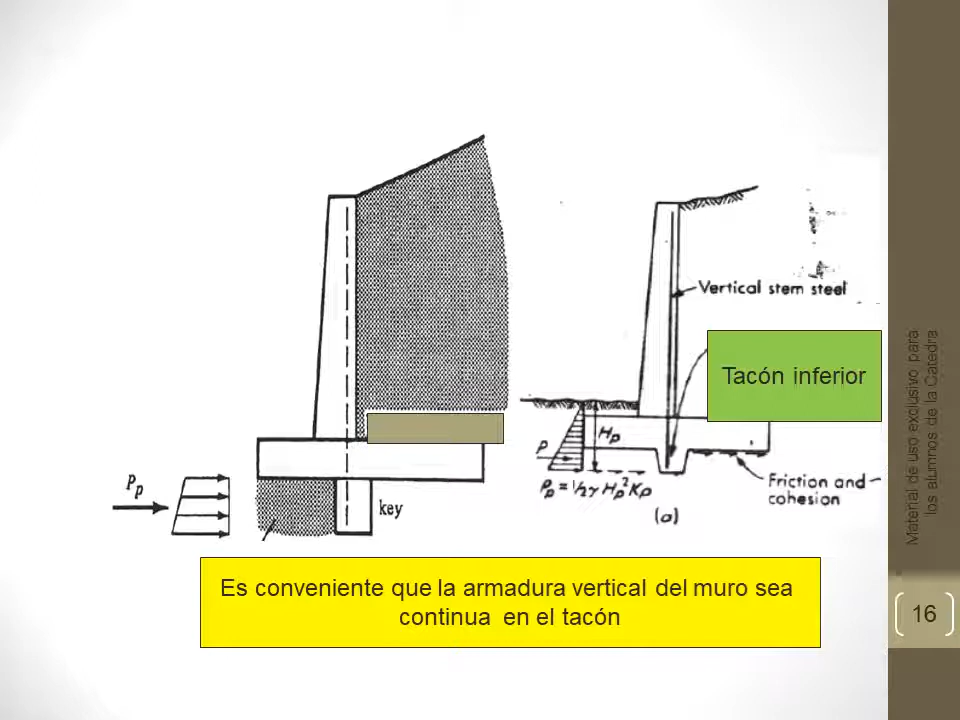 Vertical stem steel
Tacón inferior
Hp
P
Pp = 1/2 γ Hp² Kp
Friction and
cohesion
(a)
Pp
key
Es conveniente que la armadura vertical del muro sea
continua en el tacón
Material de uso exclusivo para
los alumnos de la Catedra
16